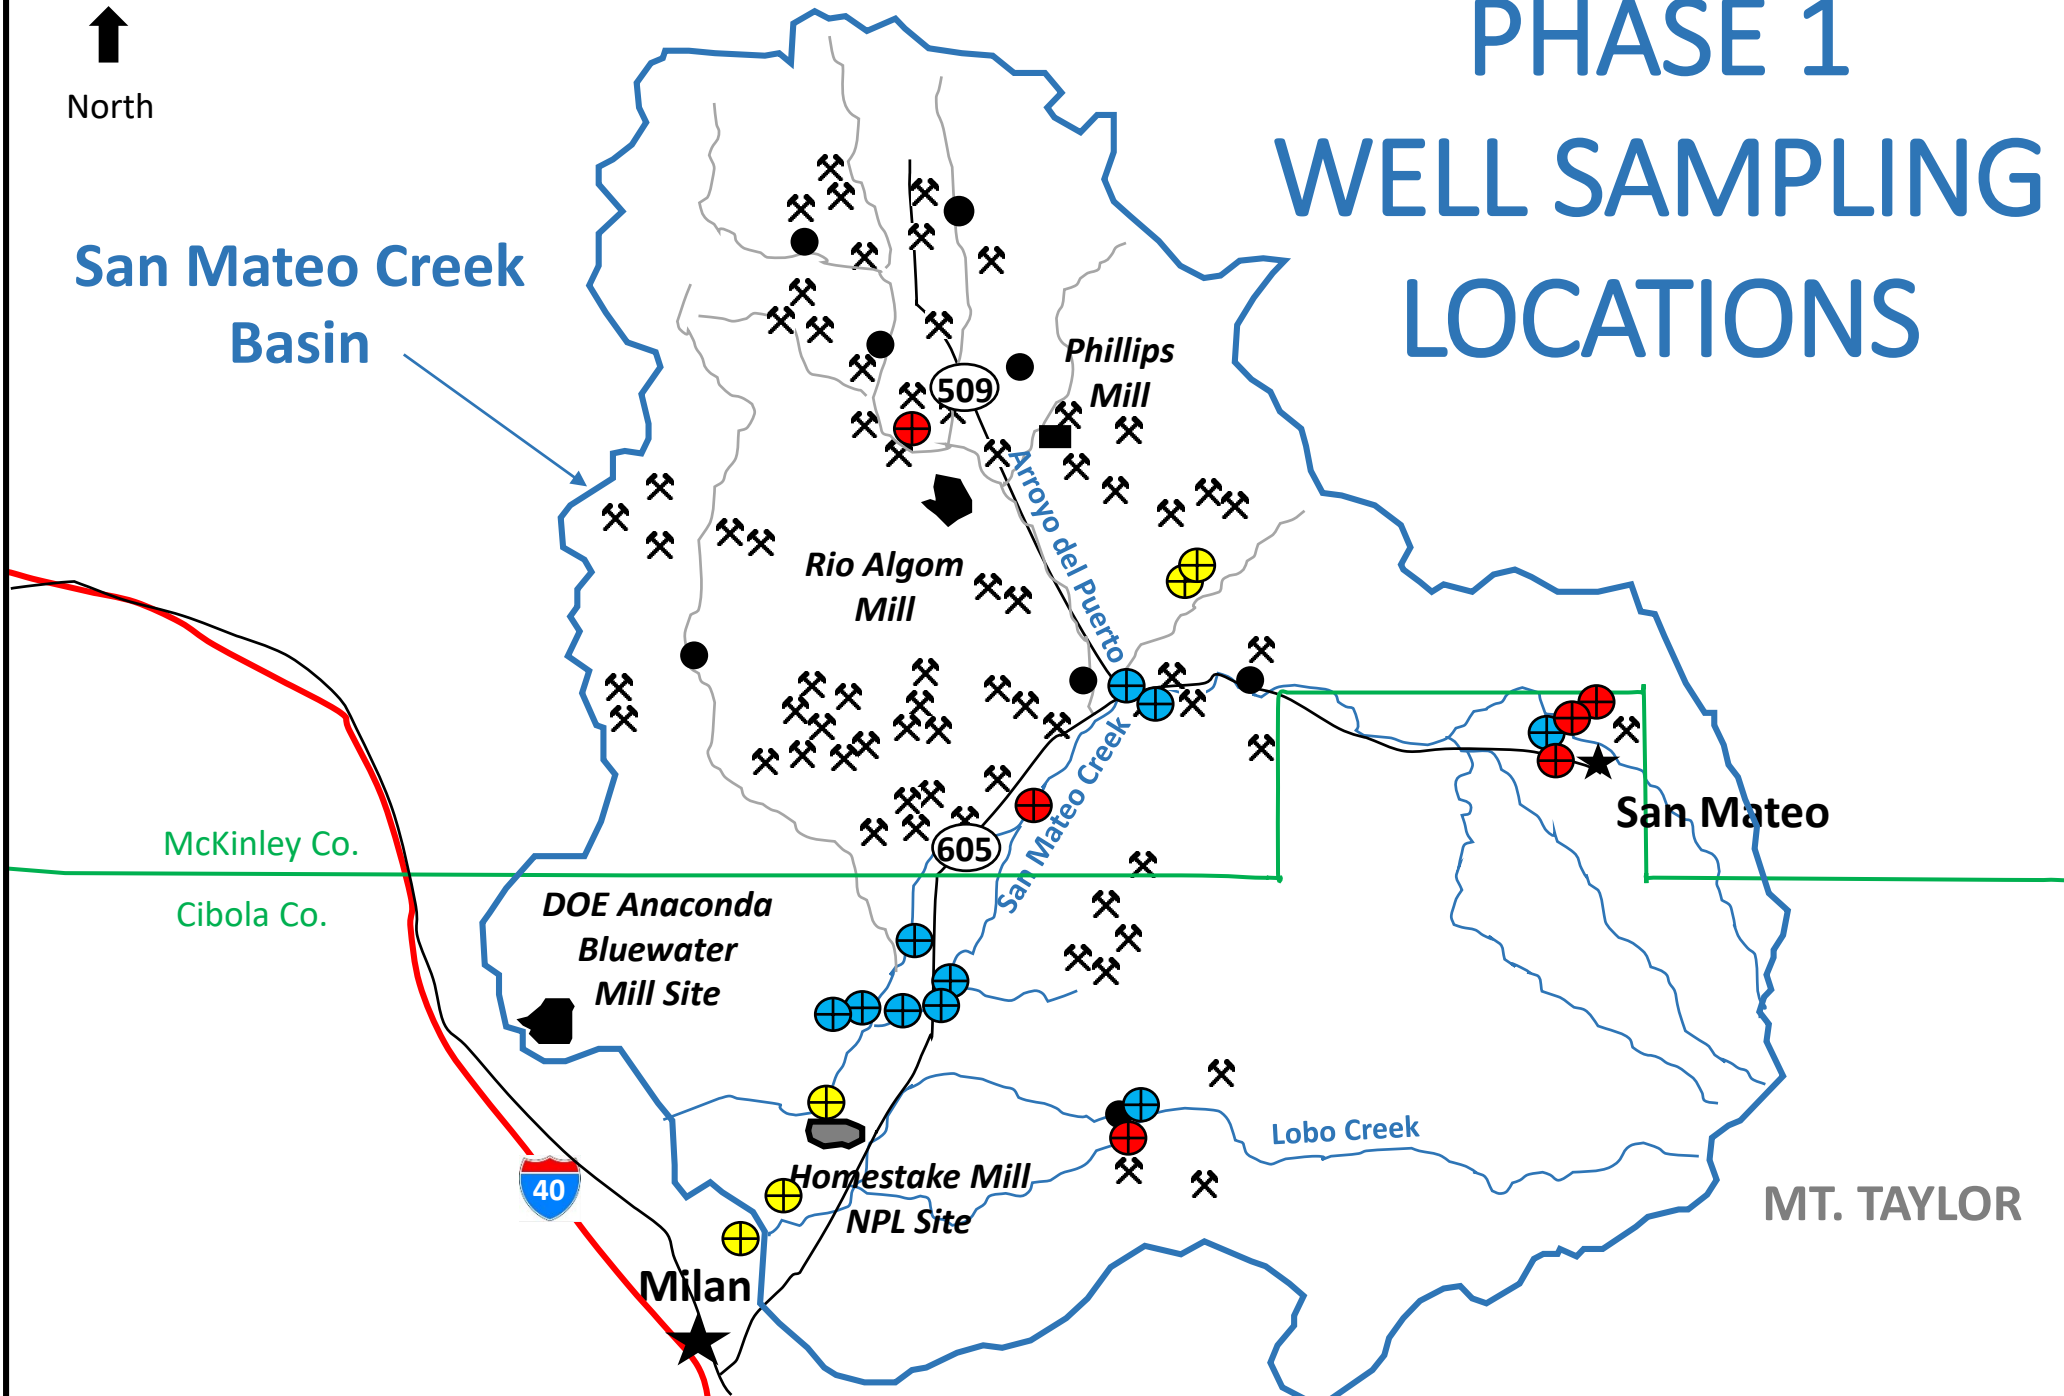 PHASE 1
WELL SAMPLING
LOCATIONS
North
San Mateo Creek
Basin
Phillips
Mill
509
Arroyo del Puerto
Rio Algom
Mill
San Mateo Creek
San Mateo
McKinley Co.
605
Cibola Co.
DOE Anaconda
Bluewater
Mill Site
Lobo Creek
40
Homestake Mill
NPL Site
MT. TAYLOR
Milan